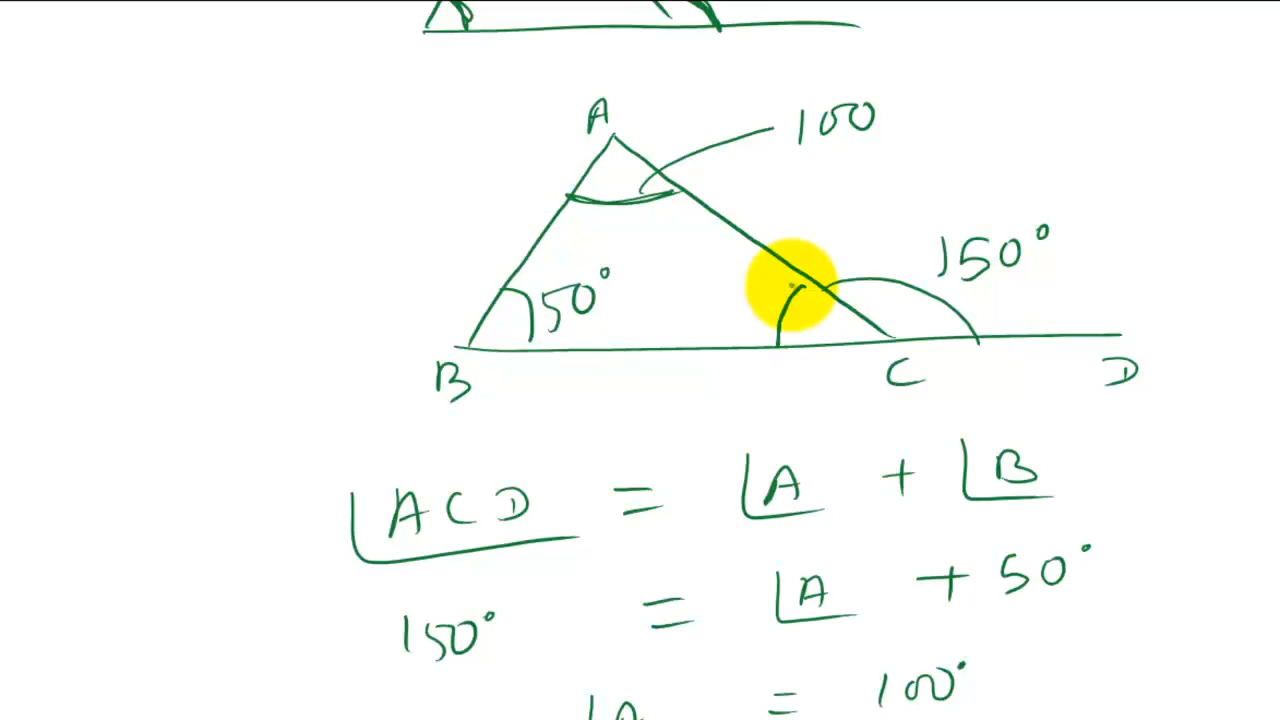 A
100
50°
150°
B
C
D
∠ACD = ∠A + ∠B
150° = ∠A + 50°
∠A = 100°